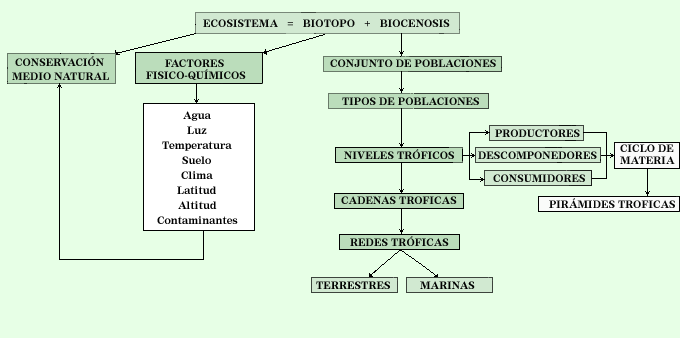 ECOSISTEMA = BIOTOPO + BIOCENOSIS
CONSERVACIÓN
MEDIO NATURAL
FACTORES
FISICO-QUÍMICOS
CONJUNTO DE POBLACIONES
TIPOS DE POBLACIONES
Agua
Luz
Temperatura
Suelo
Clima
Latitud
Altitud
Contaminantes
NIVELES TRÓFICOS
PRODUCTORES
DESCOMPONEDORES
CONSUMIDORES
CICLO DE
MATERIA
PIRÁMIDES TROFICAS
CADENAS TROFICAS
REDES TRÓFICAS
TERRESTRES
MARINAS